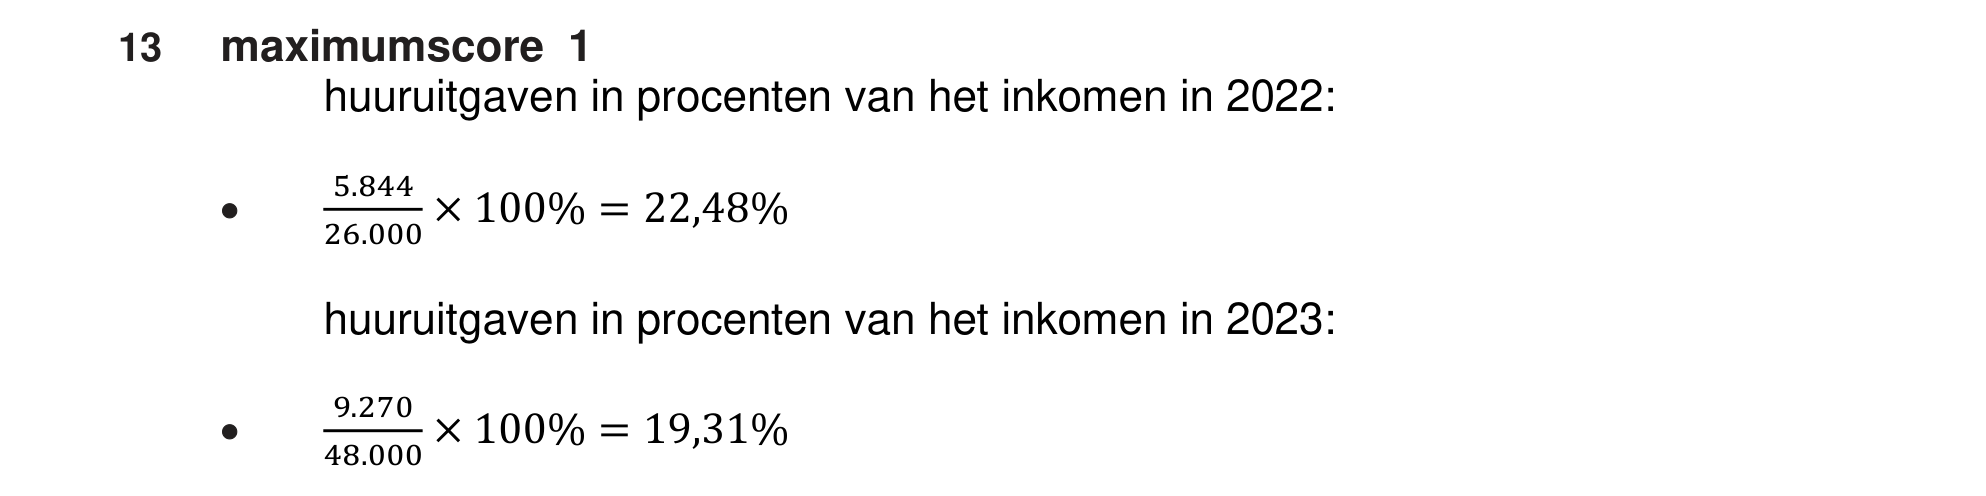 13 maximumscore 1
huuruitgaven in procenten van het inkomen in 2022:
• 5.844/26.000 × 100% = 22,48%
huuruitgaven in procenten van het inkomen in 2023:
• 9.270/48.000 × 100% = 19,31%